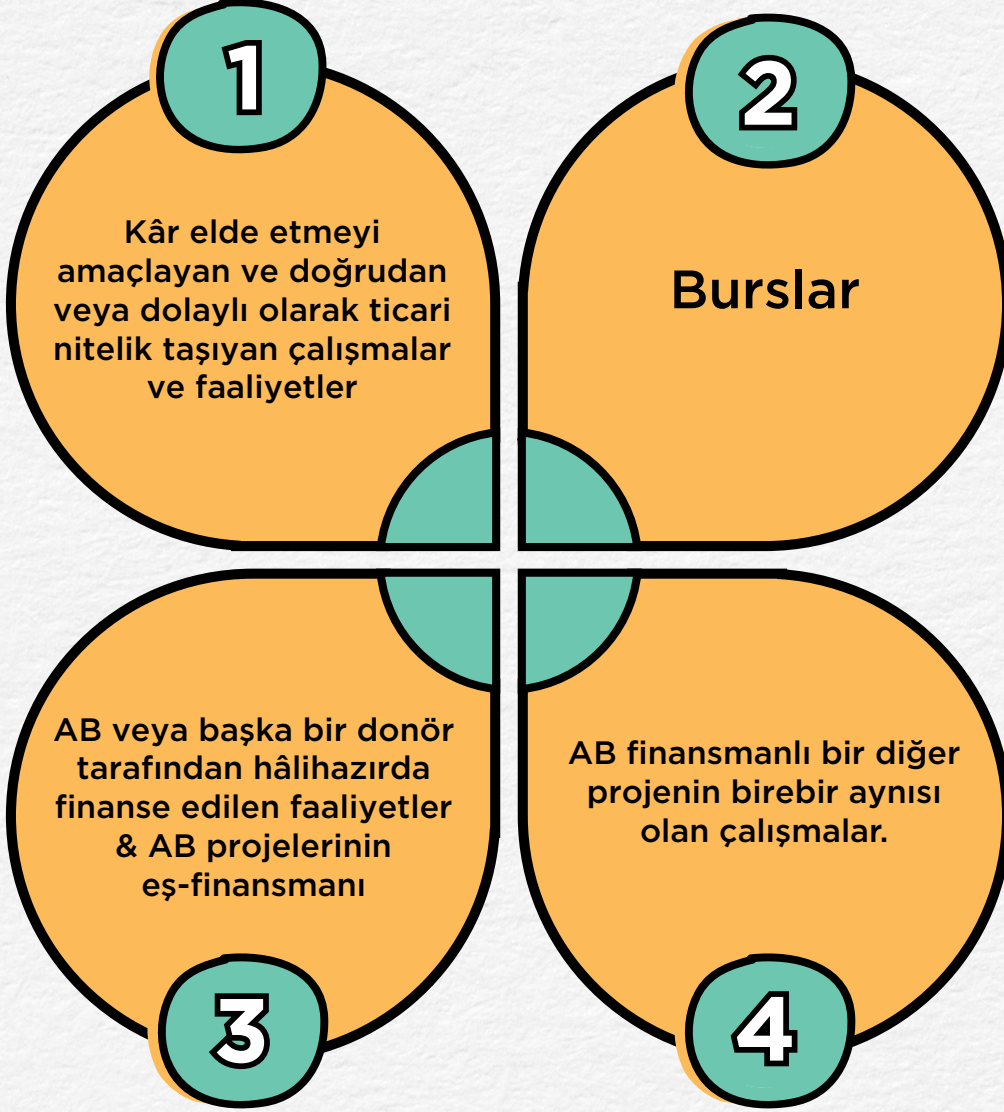 1
Kâr elde etmeyi
amaçlayan ve doğrudan
veya dolaylı olarak ticari
nitelik taşıyan çalışmalar
ve faaliyetler
2
Burslar
AB veya başka bir donör
tarafından hâlihazırda
finanse edilen faaliyetler
& AB projelerinin
eş-finansmanı
3
AB finansmanlı bir diğer
projenin birebir aynısı
olan çalışmalar.
4